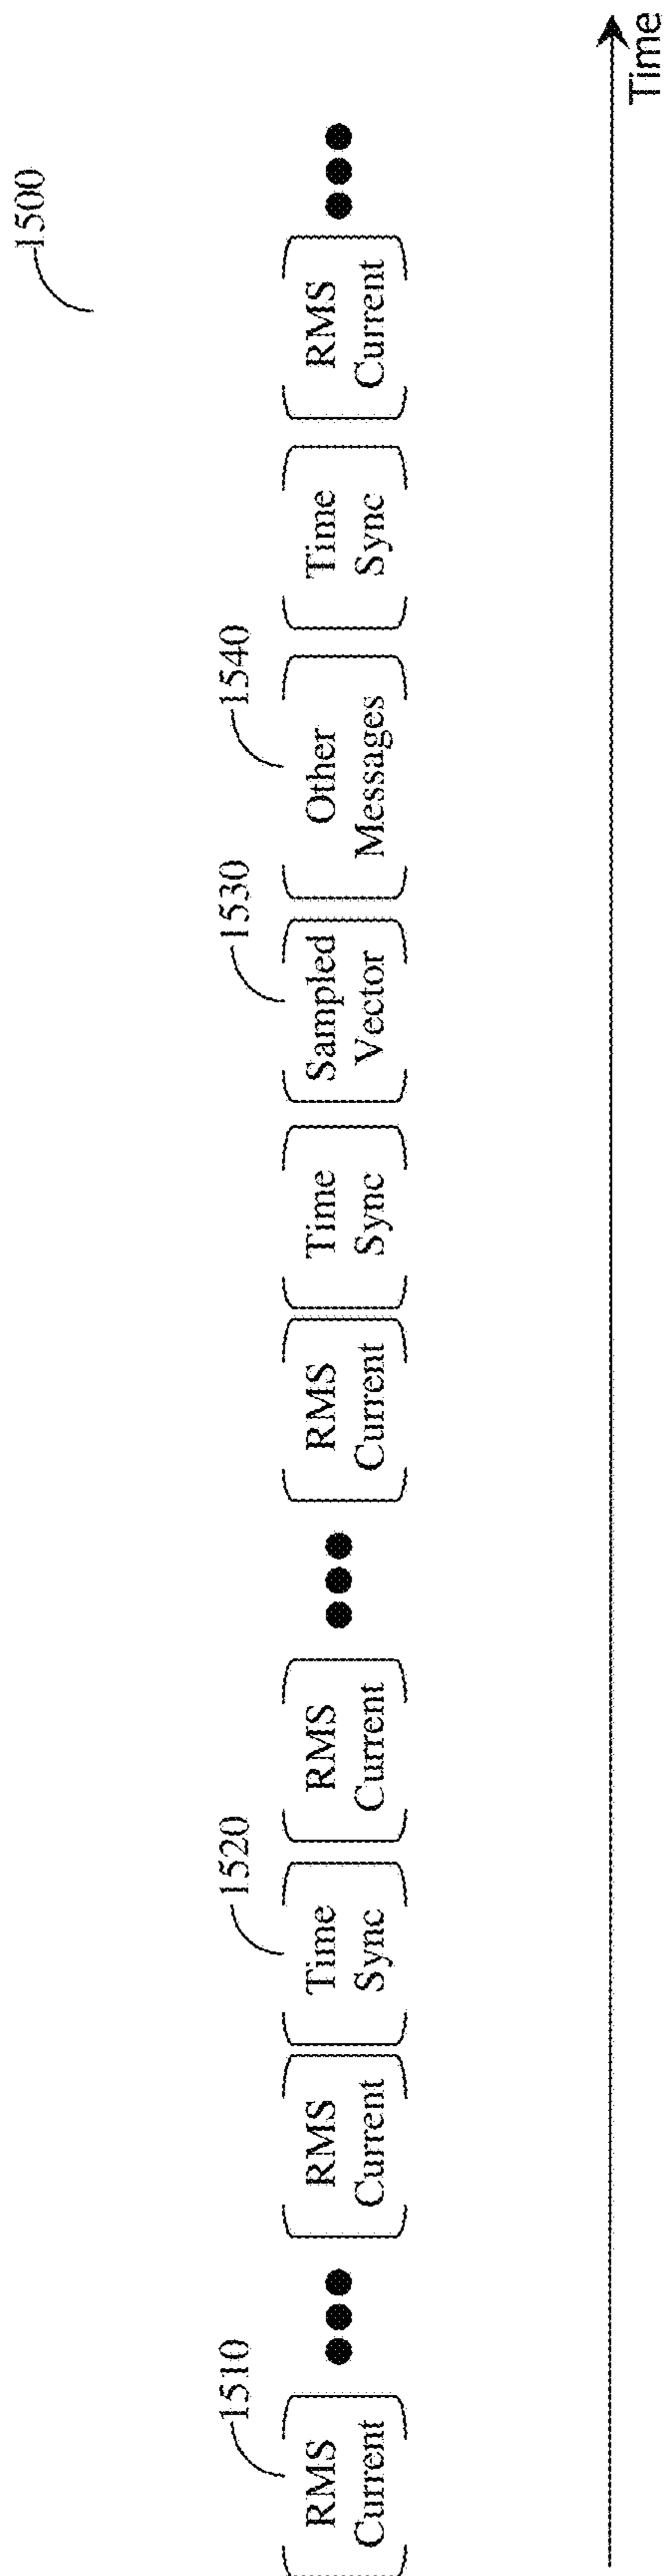 1500
1510
1520
1530
1540
RMS
Current
RMS
Current
Time
Sync
RMS
Current
RMS
Current
Time
Sync
Sampled
Vector
Other
Messages
Time
Sync
RMS
Current
Time